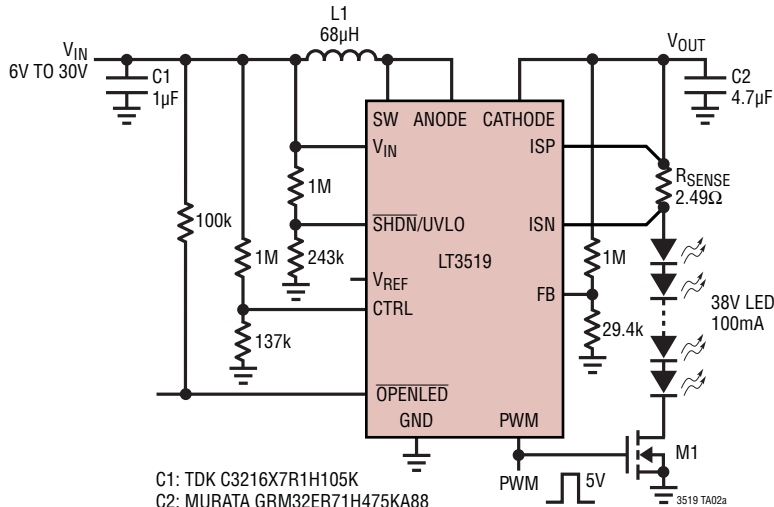 L1
68µH
VIN
6V TO 30V
C1
1µF
VOUT
C2
4.7µF
SW ANODE CATHODE
VIN
ISP
1M
RSENSE
2.49Ω
100k
SHDN/UVLO
ISN
1M
243k
LT3519
1M
VREF
FB
38V LED
100mA
CTRL
137k
29.4k
OPENLED
GND
PWM
M1
PWM
5V
3519 TA02a
C1: TDK C3216X7R1H105K
C2: MURATA GRM32ER71H475KA88